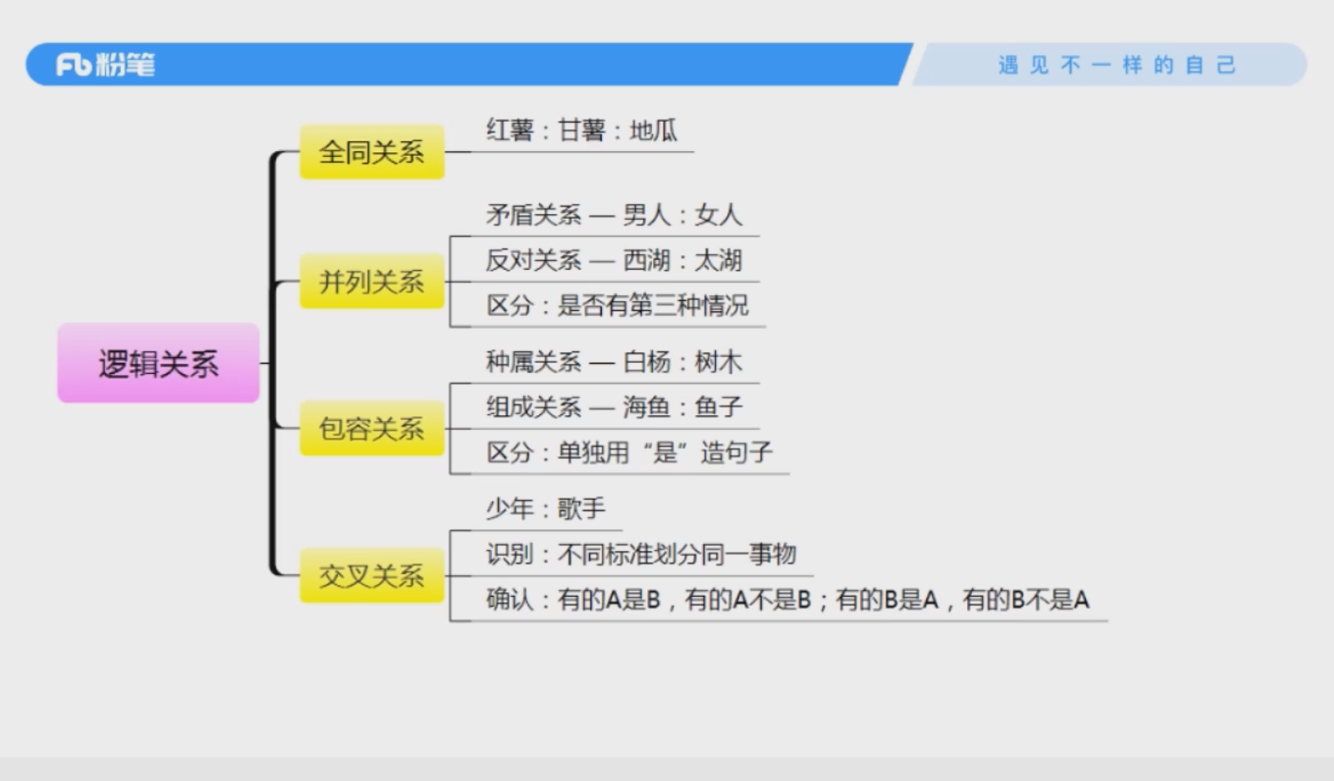 Fb粉笔
遇见不一样的自己
逻辑关系
全同关系
红薯：甘薯：地瓜
并列关系
矛盾关系 — 男人：女人
反对关系 — 西湖：太湖
区分：是否有第三种情况
包容关系
种属关系 — 白杨：树木
组成关系 — 海鱼：鱼子
区分：单独用“是”造句子
交叉关系
少年：歌手
识别：不同标准划分同一事物
确认：有的A是B，有的A不是B；有的B是A，有的B不是A